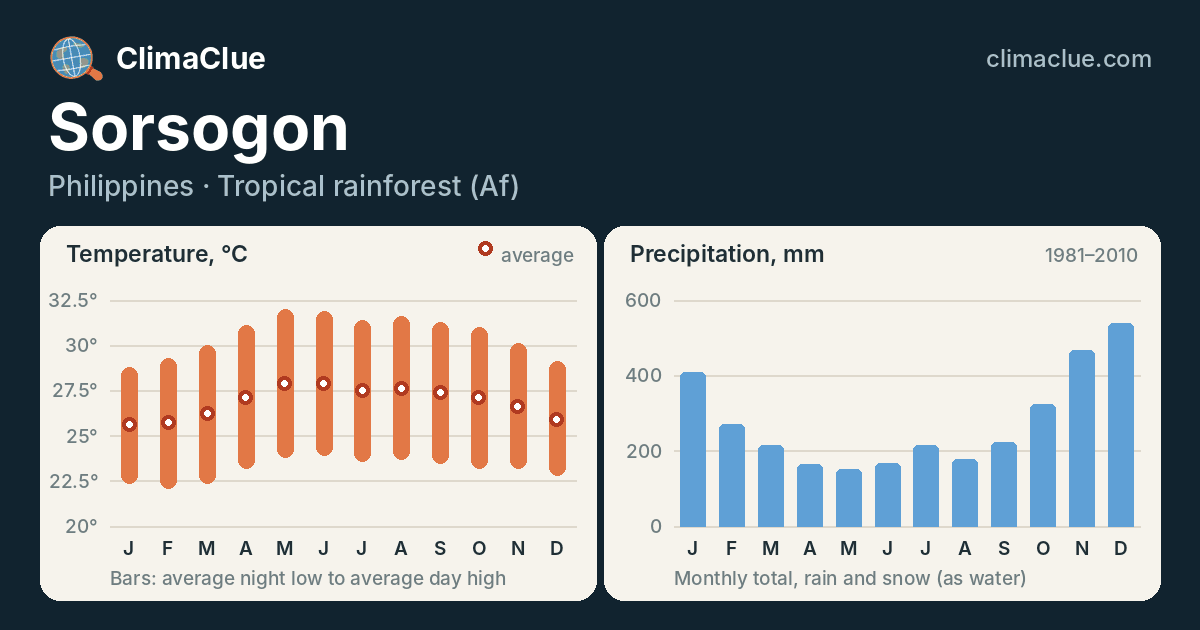 ClimaClue
climaclue.com
Sorsogon
Philippines · Tropical rainforest (Af)
Temperature, °C
average
32.5°
30°
27.5°
25°
22.5°
20°
J F M A M J J A S O N D
Bars: average night low to average day high
Precipitation, mm
1981–2010
600
400
200
0
J F M A M J J A S O N D
Monthly total, rain and snow (as water)